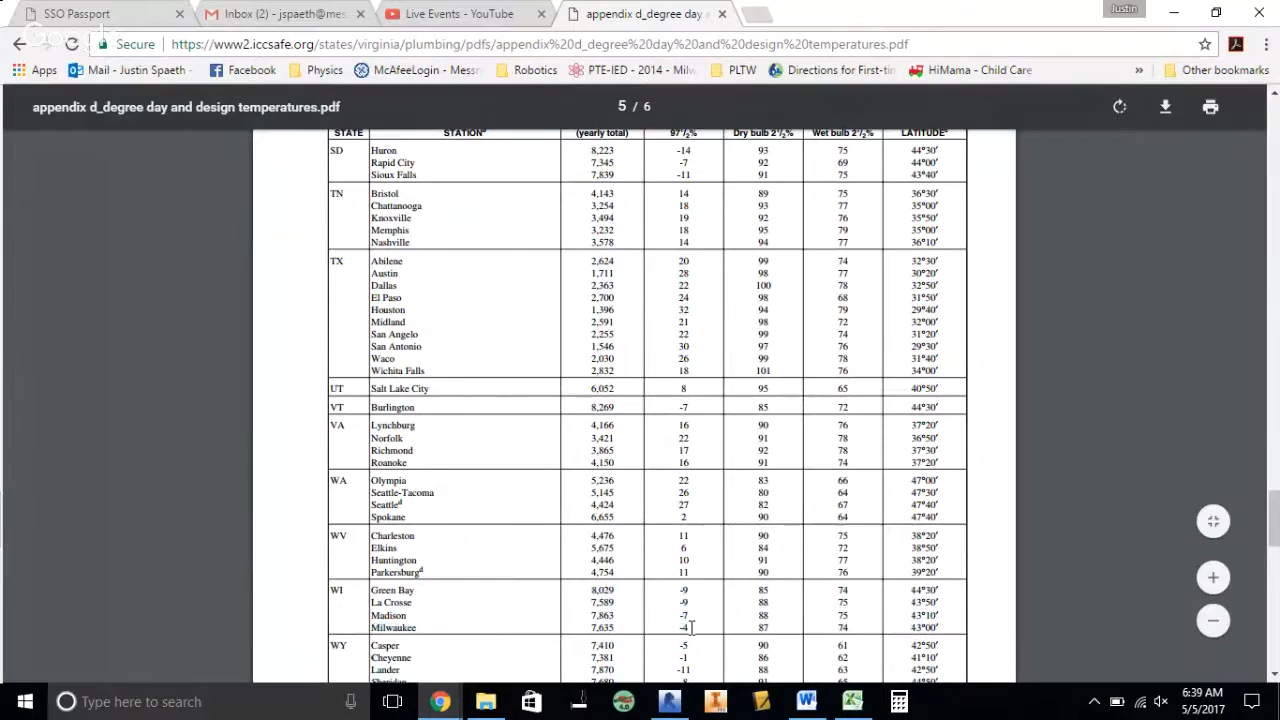 SSO Passport
Inbox (2) - jspaeth@mes
Live Events - YouTube
appendix d_degree day a
Justin
Secure
https://www2.iccsafe.org/states/virginia/plumbing/pdfs/appendix%20d_degree%20day%20and%20design%20temperatures.pdf
Apps
Mail - Justin Spaeth
Facebook
Physics
McAfeeLogin - Messm
Robotics
PTE-IED - 2014 - Milw
PLTW
Directions for First-tim
HiMama - Child Care
»
Other bookmarks
appendix d_degree day and design temperatures.pdf
5 / 6
STATE STATIONᵃ (yearly total) 97¹/₂% Dry bulb 2¹/₂% Wet bulb 2¹/₂% LATITUDEᶜ
SD Huron 8,223 -14 93 75 44°30′
Rapid City 7,345 -7 92 69 44°00′
Sioux Falls 7,839 -11 91 75 43°40′
TN Bristol 4,143 14 89 75 36°30′
Chattanooga 3,254 18 93 77 35°00′
Knoxville 3,494 19 92 76 35°50′
Memphis 3,232 18 95 79 35°00′
Nashville 3,578 14 94 77 36°10′
TX Abilene 2,624 20 99 74 32°30′
Austin 1,711 28 98 77 30°20′
Dallas 2,363 22 100 78 32°50′
El Paso 2,700 24 98 68 31°50′
Houston 1,396 32 94 79 29°40′
Midland 2,591 21 98 72 32°00′
San Angelo 2,255 22 99 74 31°20′
San Antonio 1,546 30 97 76 29°30′
Waco 2,030 26 99 78 31°40′
Wichita Falls 2,832 18 101 76 34°00′
UT Salt Lake City 6,052 8 95 65 40°50′
VT Burlington 8,269 -7 85 72 44°30′
VA Lynchburg 4,166 16 90 76 37°20′
Norfolk 3,421 22 91 78 36°50′
Richmond 3,865 17 92 78 37°30′
Roanoke 4,150 16 91 74 37°20′
WA Olympia 5,236 22 83 66 47°00′
Seattle-Tacoma 5,145 26 80 64 47°30′
Seattleᵈ 4,424 27 82 67 47°40′
Spokane 6,655 2 90 64 47°40′
WV Charleston 4,476 11 90 75 38°20′
Elkins 5,675 6 84 72 38°50′
Huntington 4,446 10 91 77 38°20′
Parkersburgᵈ 4,754 11 90 76 39°20′
WI Green Bay 8,029 -9 85 74 44°30′
La Crosse 7,589 -9 88 75 43°50′
Madison 7,863 -7 88 75 43°10′
Milwaukee 7,635 -4 87 74 43°00′
WY Casper 7,410 -5 90 61 42°50′
Cheyenne 7,381 -1 86 62 41°10′
Lander 7,870 -11 88 63 42°50′
Type here to search
6:39 AM
5/5/2017